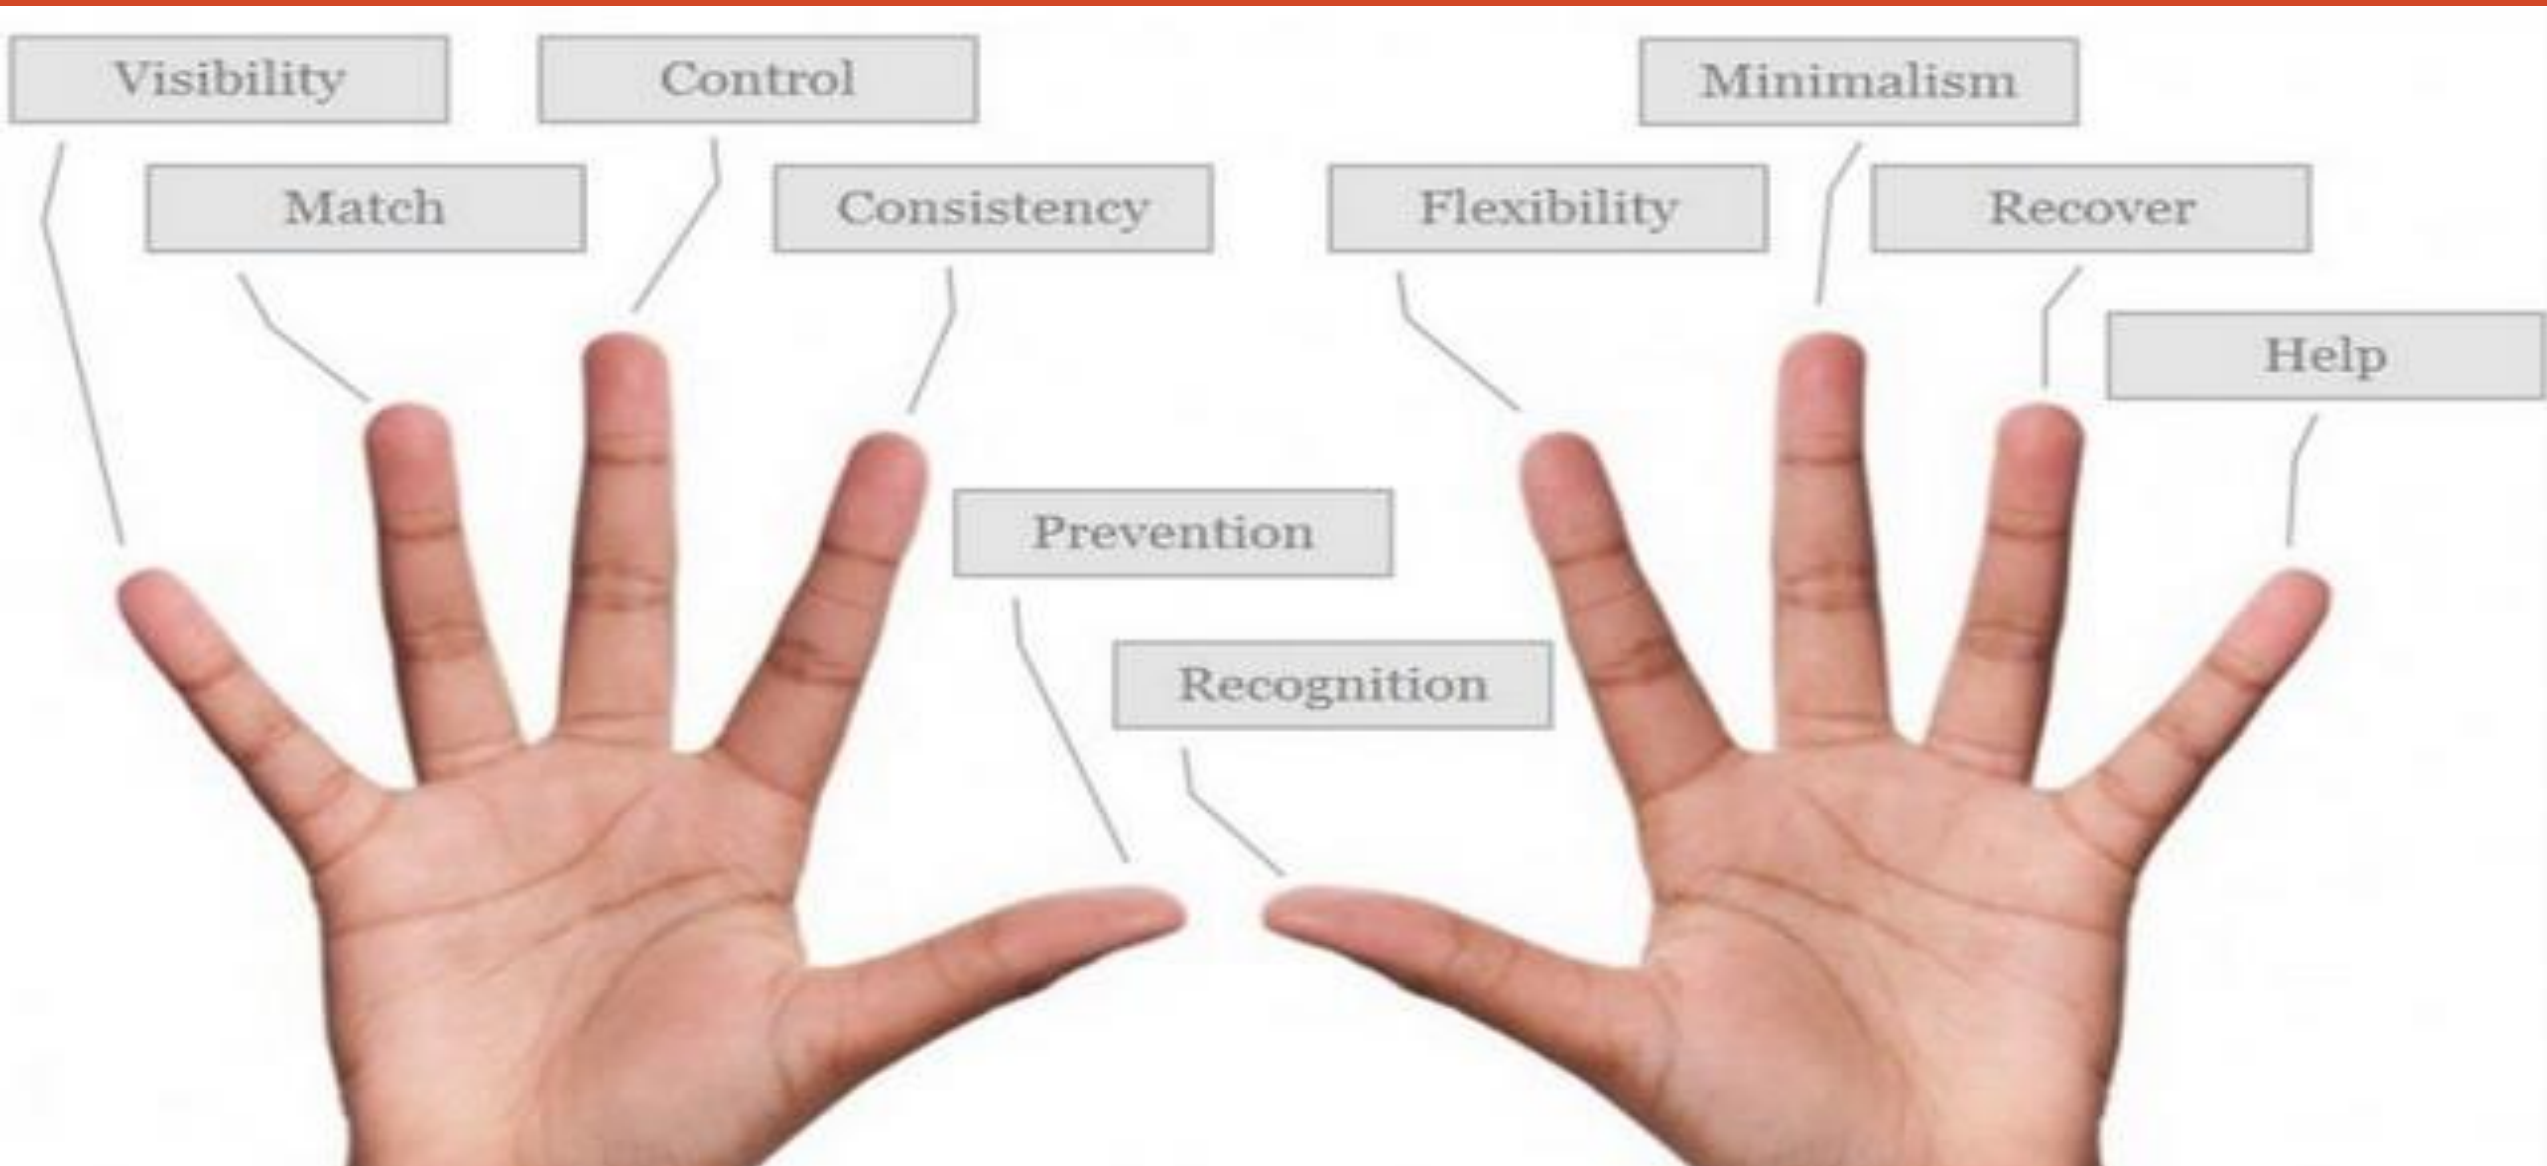 Visibility
Control
Minimalism
Match
Consistency
Flexibility
Recover
Help
Prevention
Recognition